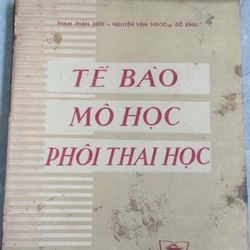 PHẠM PHAN ĐỊCH - NGUYỄN VĂN NGỌC - ĐỖ KÍNH
TẾ BÀO
MÔ HỌC
PHÔI THAI HỌC